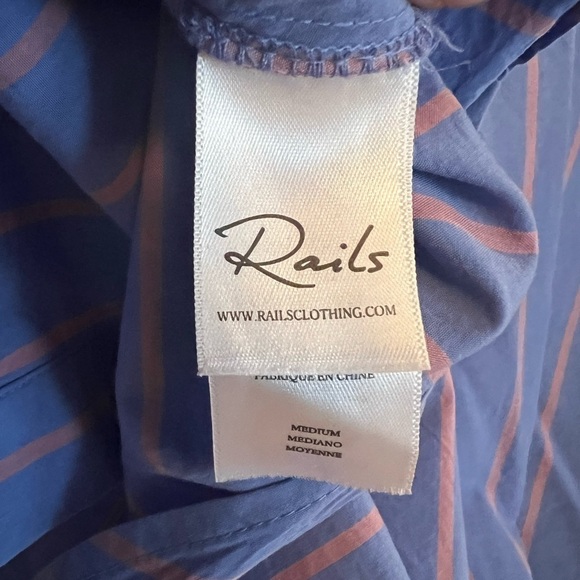 Rails
WWW.RAILSCLOTHING.COM
FABRIQUE EN CHINE
MEDIUM
MEDIANO
MOYENNE